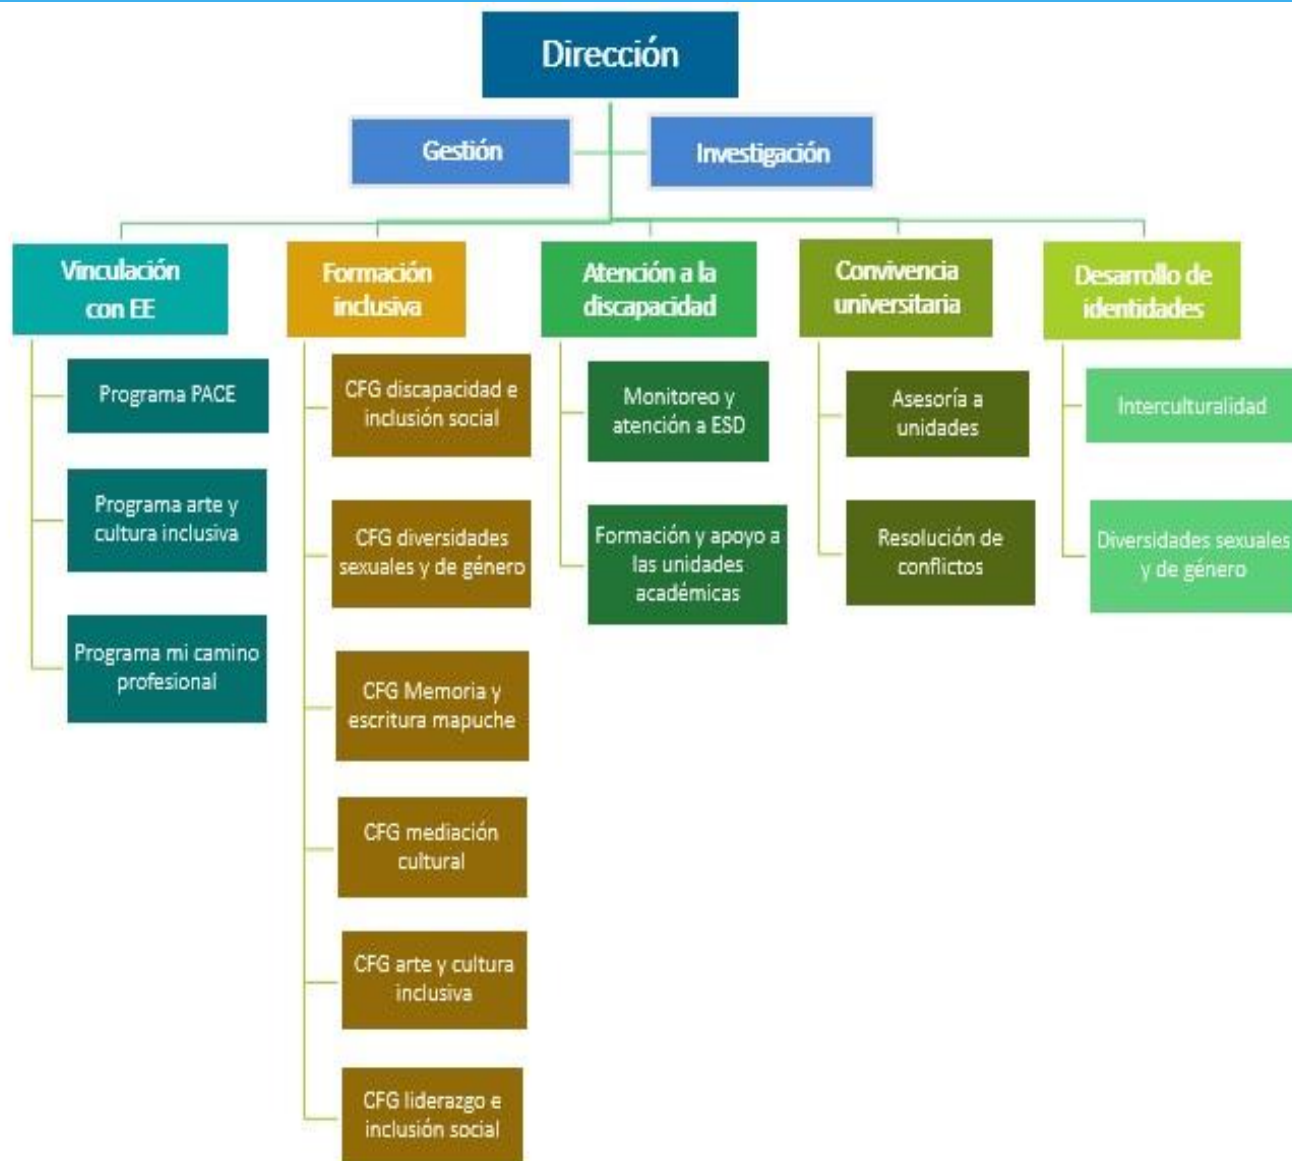 Dirección
Gestión
Investigación
Vinculación
con EE
Programa PACE
Programa arte y
cultura inclusiva
Programa mi camino
profesional
Formación
inclusiva
CFG discapacidad e
inclusión social
CFG diversidades
sexuales y de género
CFG Memoria y
escritura mapuche
CFG mediación
cultural
CFG arte y cultura
inclusiva
CFG liderazgo e
inclusión social
Atención a la
discapacidad
Monitoreo y
atención a ESD
Formación y apoyo a
las unidades
académicas
Convivencia
universitaria
Asesoría a
unidades
Resolución de
conflictos
Desarrollo de
identidades
Interculturalidad
Diversidades sexuales
y de género